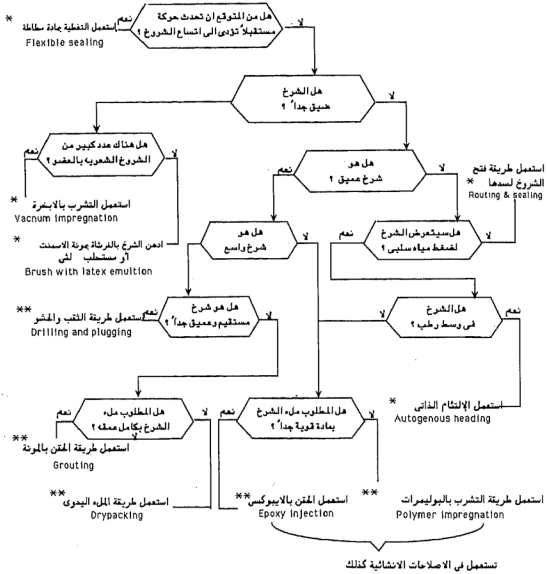 هل من المتوقع ان تحدث حركة
مستقبلاً تؤدى الى اتساع الشروخ ؟
نعم
* إستعمل التغطية بمادة مطاطة
Flexible sealing
لا
هل الشرخ
ضيق جداً ؟
نعم
لا
هل هناك عدد كبير من
الشروخ الشعرية بالعضو ؟
نعم
لا
* استعمل التشرب بالابخرة
Vacnum impregnation
* ادهن الشرخ بالفرشاة بمونة الاسمنت
أو مستحلب لثى
Brush with latex emultion
هل هو
شرخ عميق ؟
نعم
لا
استعمل طريقة فتح
الشروخ لسدها *
Routing & sealing
هل سيتعرض الشرخ
لضغط مياه سلبى ؟
نعم
لا
هل هو
شرخ واسع
نعم
لا
هل الشرخ
فى وسط رطب ؟
نعم
لا
* استعمل الإلتئام الذاتى
Autogenous heading
هل هو شرخ
مستقيم وعميق جداً ؟
نعم
لا
** إستعمل طريقة الثقب والحشو
Drilling and plugging
هل المطلوب ملء
الشرخ بكامل عمقه ؟
نعم
لا
** استعمل طريقة الحقن بالمونة
Grouting
** استعمل طريقة الملء اليدوى
Drypacking
هل المطلوب ملء الشرخ
بمادة قوية جداً ؟
نعم
لا
** استعمل الحقن بالايبوكس
Epoxy injection
** استعمل طريقة التشرب بالبوليمرات
Polymer impregnation
تستعمل فى الاصلاحات الانشائية كذلك